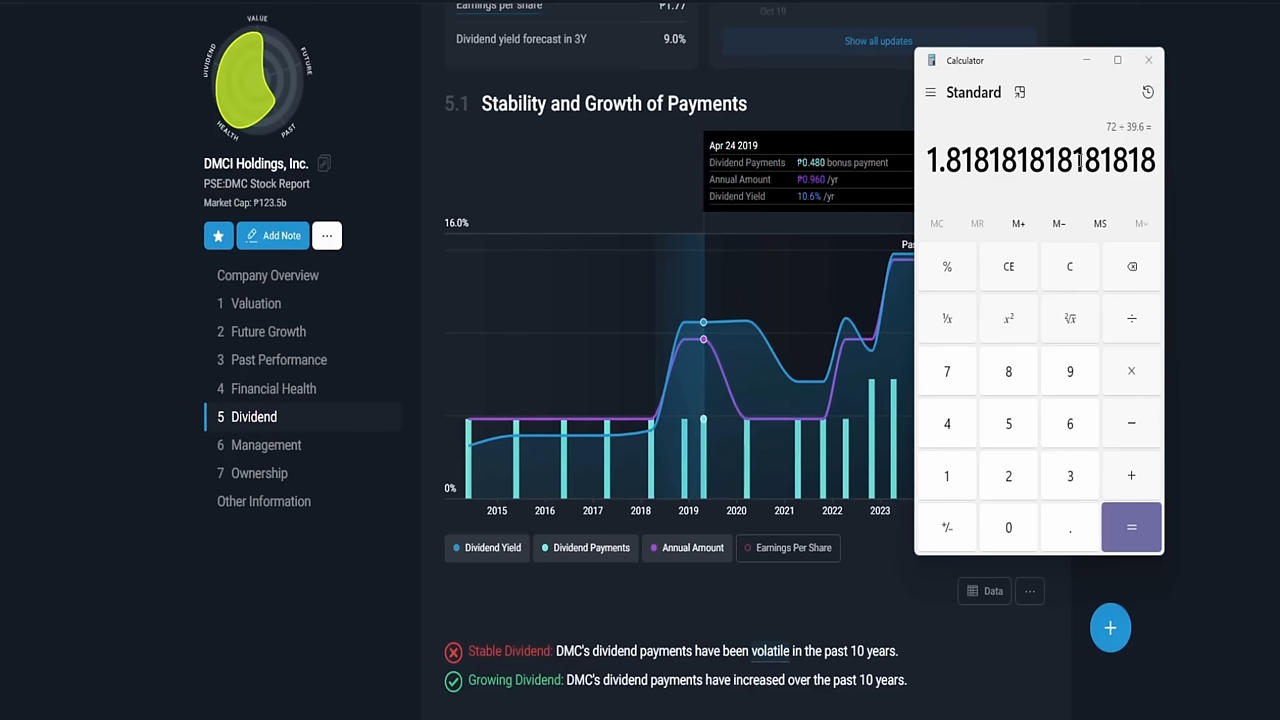 VALUE
FUTURE
PAST
HEALTH
DIVIDEND
DMCI Holdings, Inc.
PSE:DMC Stock Report
Market Cap: ₱123.5b
Add Note
Company Overview
1 Valuation
2 Future Growth
3 Past Performance
4 Financial Health
5 Dividend
6 Management
7 Ownership
Other Information
Earnings per share ₱1.77
Dividend yield forecast in 3Y 9.0%
Oct 19
Show all updates
5.1 Stability and Growth of Payments
Apr 24 2019
Dividend Payments ₱0.480 bonus payment
Annual Amount ₱0.960 /yr
Dividend Yield 10.6% /yr
16.0%
Pas
0%
2015 2016 2017 2018 2019 2020 2021 2022 2023
Dividend Yield Dividend Payments Annual Amount Earnings Per Share
Data
Stable Dividend: DMC's dividend payments have been volatile in the past 10 years.
Growing Dividend: DMC's dividend payments have increased over the past 10 years.
Calculator
Standard
72 ÷ 39.6 =
1.818181818181818
MC MR M+ M− MS M˅
% CE C
¹/x x² ²√x ÷
7 8 9 ×
4 5 6 −
1 2 3 +
+/− 0 . =
+